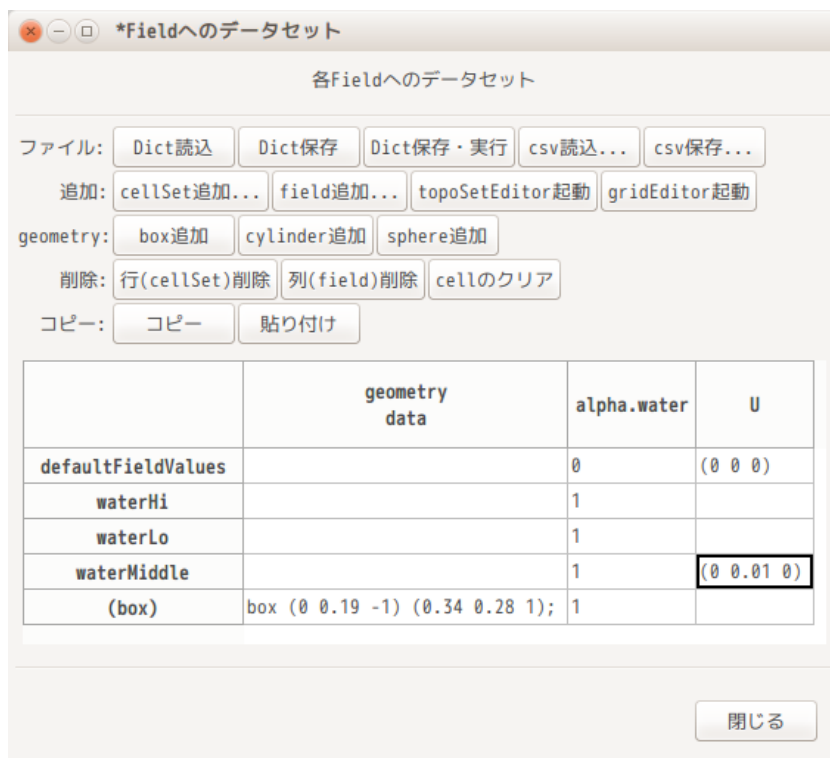 *Fieldへのデータセット
各Fieldへのデータセット
ファイル: Dict読込 Dict保存 Dict保存・実行 csv読込... csv保存...
追加: cellSet追加... field追加... topoSetEditor起動 gridEditor起動
geometry: box追加 cylinder追加 sphere追加
削除: 行(cellSet)削除 列(field)削除 cellのクリア
コピー: コピー 貼り付け
geometry
data alpha.water U
defaultFieldValues 0 (0 0 0)
waterHi 1
waterLo 1
waterMiddle 1 (0 0.01 0)
(box) box (0 0.19 -1) (0.34 0.28 1); 1
閉じる